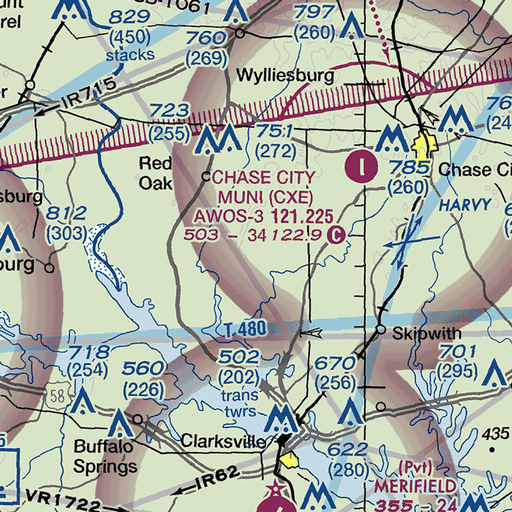 829
(450)
stacks
760
(269)
797
(260)
Wylliesburg
IR715
723
(255)
751
(272)
785
(260)
Red
Oak
CHASE CITY
MUNI (CXE)
AWOS-3 121.225
503 - 34 122.9 C
HARVY
812
(303)
T 480
Skipwith
502
(202)
trans
twrs
670
(256)
701
(295)
718
(254)
560
(226)
58
Buffalo
Springs
Clarksville
622
(280)
435
IR62
VR1722
(Pvt)
MERIFIELD
355 - 24